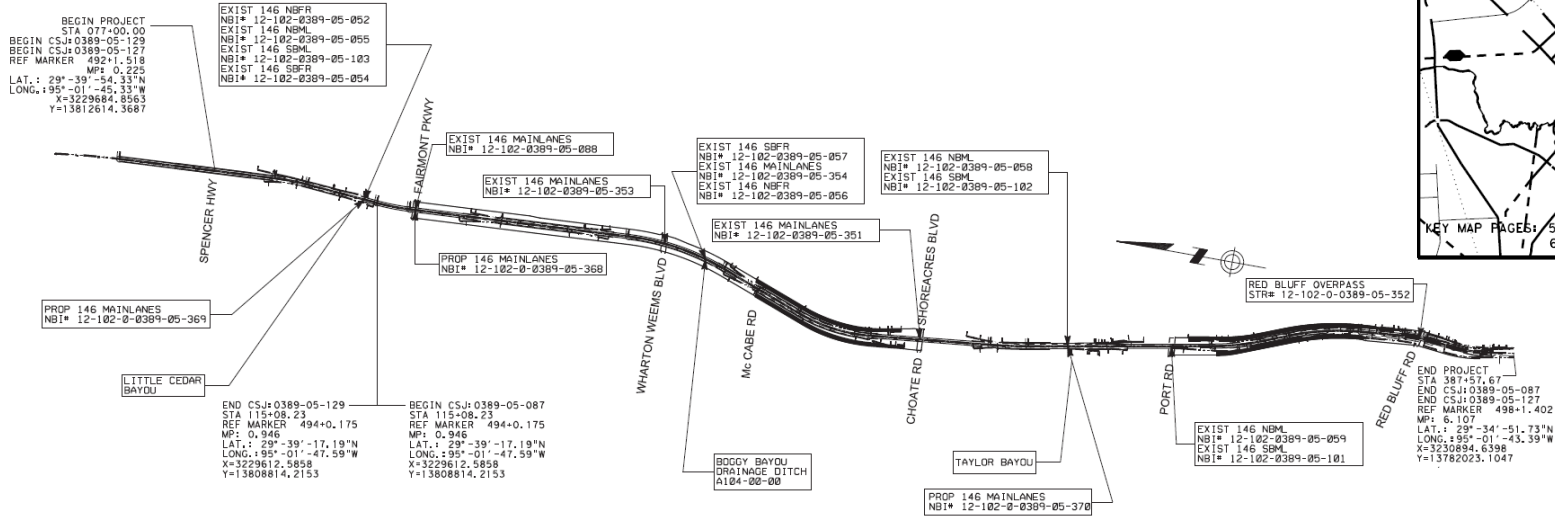 BEGIN PROJECT
STA 077+00.00
BEGIN CSJ:0389-05-129
BEGIN CSJ:0389-05-127
REF MARKER 492+1.518
MP: 0.225
LAT.: 29°-39'-54.33"N
LONG.:95°-01'-45.33"W
X=3229684.8563
Y=13812614.3687
EXIST 146 NBFR
NBI# 12-102-0389-05-052
EXIST 146 NBML
NBI# 12-102-0389-05-055
EXIST 146 SBML
NBI# 12-102-0389-05-103
EXIST 146 SBFR
NBI# 12-102-0389-05-054
SPENCER HWY
FAIRMONT PKWY
EXIST 146 MAINLANES
NBI# 12-102-0389-05-088
EXIST 146 MAINLANES
NBI# 12-102-0389-05-353
EXIST 146 SBFR
NBI# 12-102-0389-05-057
EXIST 146 MAINLANES
NBI# 12-102-0389-05-354
EXIST 146 NBFR
NBI# 12-102-0389-05-056
EXIST 146 MAINLANES
NBI# 12-102-0389-05-351
EXIST 146 NBML
NBI# 12-102-0389-05-058
EXIST 146 SBML
NBI# 12-102-0389-05-102
KEY MAP PAGES: 5
6
PROP 146 MAINLANES
NBI# 12-102-0-0389-05-369
PROP 146 MAINLANES
NBI# 12-102-0-0389-05-368
WHARTON WEEMS BLVD
Mc CABE RD
CHOATE RD
SHOREACRES BLVD
RED BLUFF OVERPASS
STR# 12-102-0-0389-05-352
PORT RD
RED BLUFF RD
LITTLE CEDAR
BAYOU
END CSJ:0389-05-129
STA 115+08.23
REF MARKER 494+0.175
MP: 0.946
LAT.: 29°-39'-17.19"N
LONG.:95°-01'-47.59"W
X=3229612.5858
Y=13808814.2153
BEGIN CSJ:0389-05-087
STA 115+08.23
REF MARKER 494+0.175
MP: 0.946
LAT.: 29°-39'-17.19"N
LONG.:95°-01'-47.59"W
X=3229612.5858
Y=13808814.2153
BOGGY BAYOU
DRAINAGE DITCH
A104-00-00
TAYLOR BAYOU
PROP 146 MAINLANES
NBI# 12-102-0-0389-05-370
EXIST 146 NBML
NBI# 12-102-0389-05-059
EXIST 146 SBML
NBI# 12-102-0389-05-101
END PROJECT
STA 387+57.67
END CSJ:0389-05-087
END CSJ:0389-05-127
REF MARKER 498+1.402
MP: 6.107
LAT.: 29°-34'-51.73"N
LONG.:95°-01'-43.39"W
X=3230894.6398
Y=13782023.1047